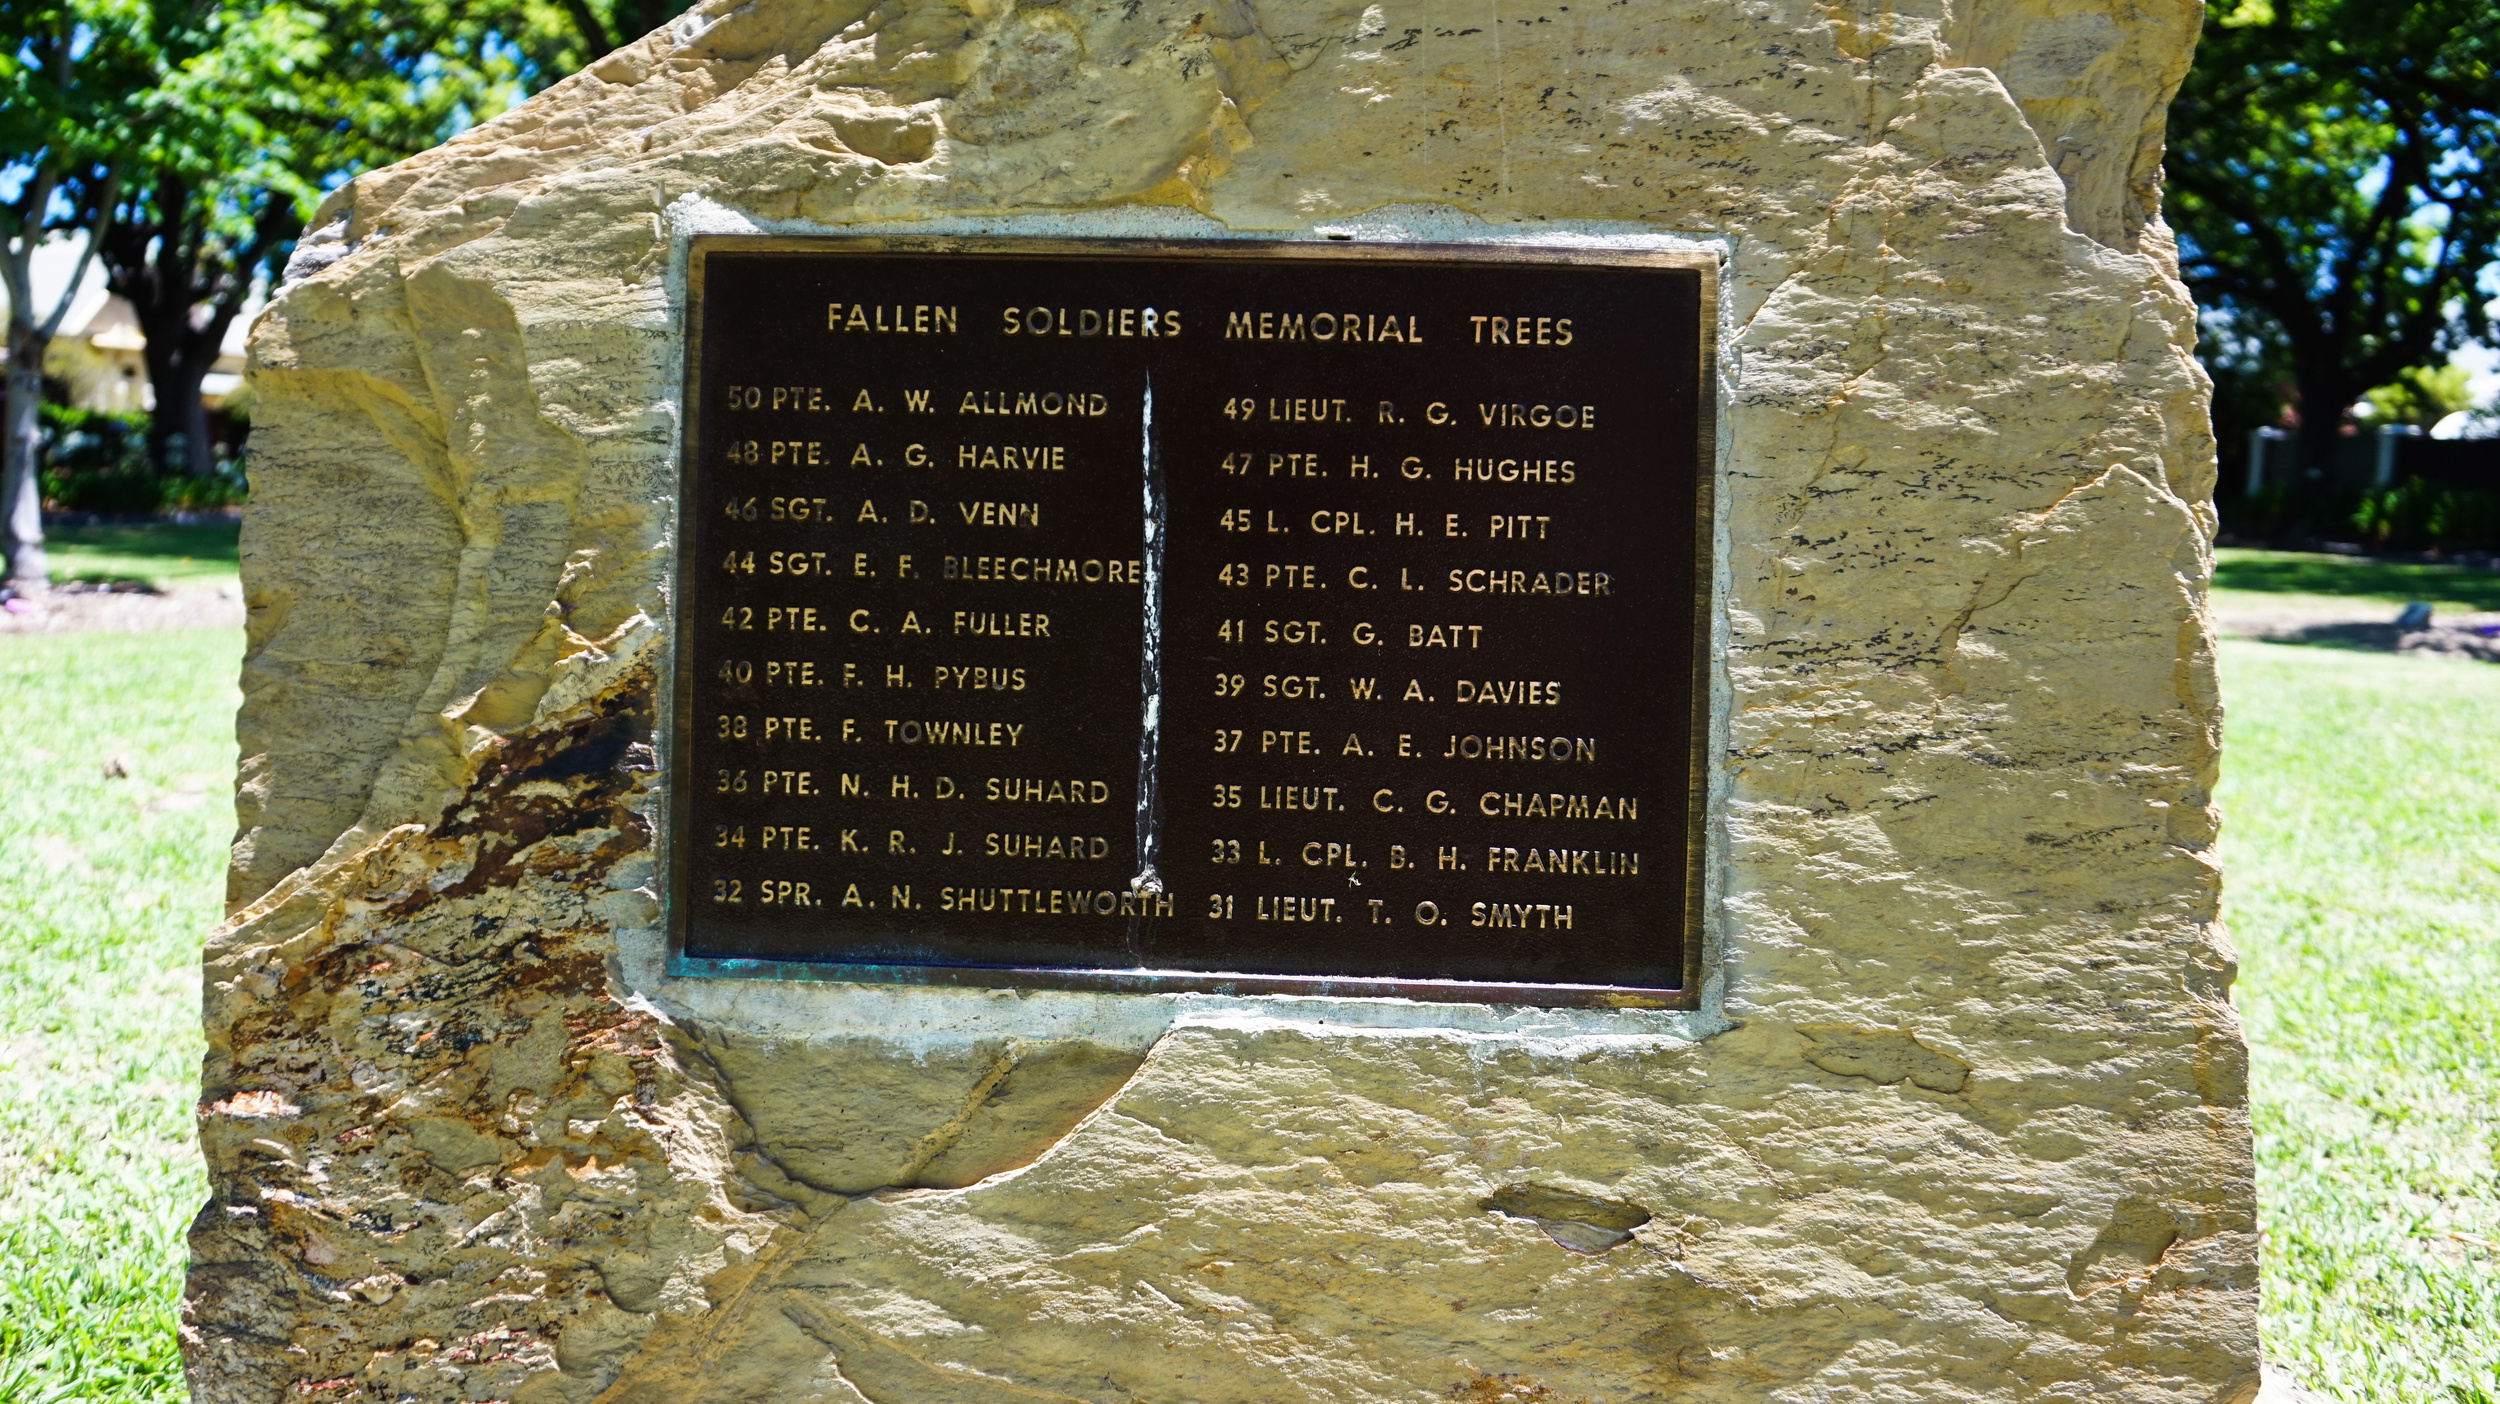 FALLEN SOLDIERS MEMORIAL TREES
50 PTE. A. W. ALLMOND
49 LIEUT. R. G. VIRGOE
48 PTE. A. G. HARVIE
47 PTE. H. G. HUGHES
46 SGT. A. D. VENN
45 L. CPL. H. E. PITT
44 SGT. E. F. BLEECHMORE
43 PTE. C. L. SCHRADER
42 PTE. C. A. FULLER
41 SGT. G. BATT
40 PTE. F. H. PYBUS
39 SGT. W. A. DAVIES
38 PTE. F. TOWNLEY
37 PTE. A. E. JOHNSON
36 PTE. N. H. D. SUHARD
35 LIEUT. C. G. CHAPMAN
34 PTE. K. R. J. SUHARD
33 L. CPL. B. H. FRANKLIN
32 SPR. A. N. SHUTTLEWORTH
31 LIEUT. T. O. SMYTH